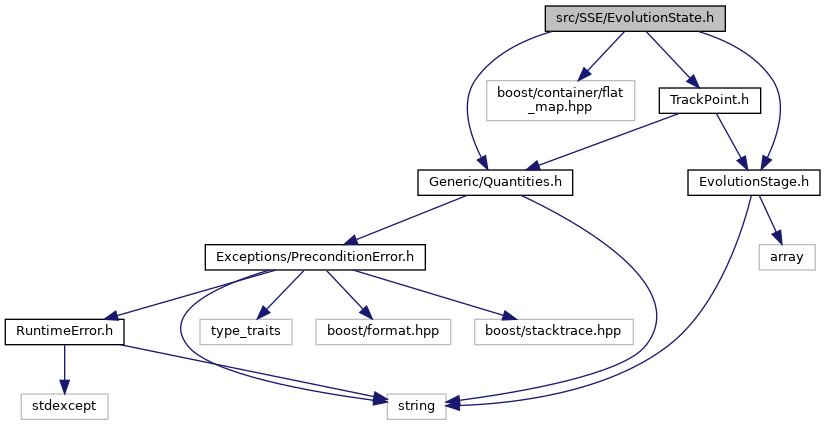 src/SSE/EvolutionState.h
boost/container/flat
_map.hpp
TrackPoint.h
Generic/Quantities.h
EvolutionStage.h
Exceptions/PreconditionError.h
array
RuntimeError.h
type_traits
boost/format.hpp
boost/stacktrace.hpp
stdexcept
string